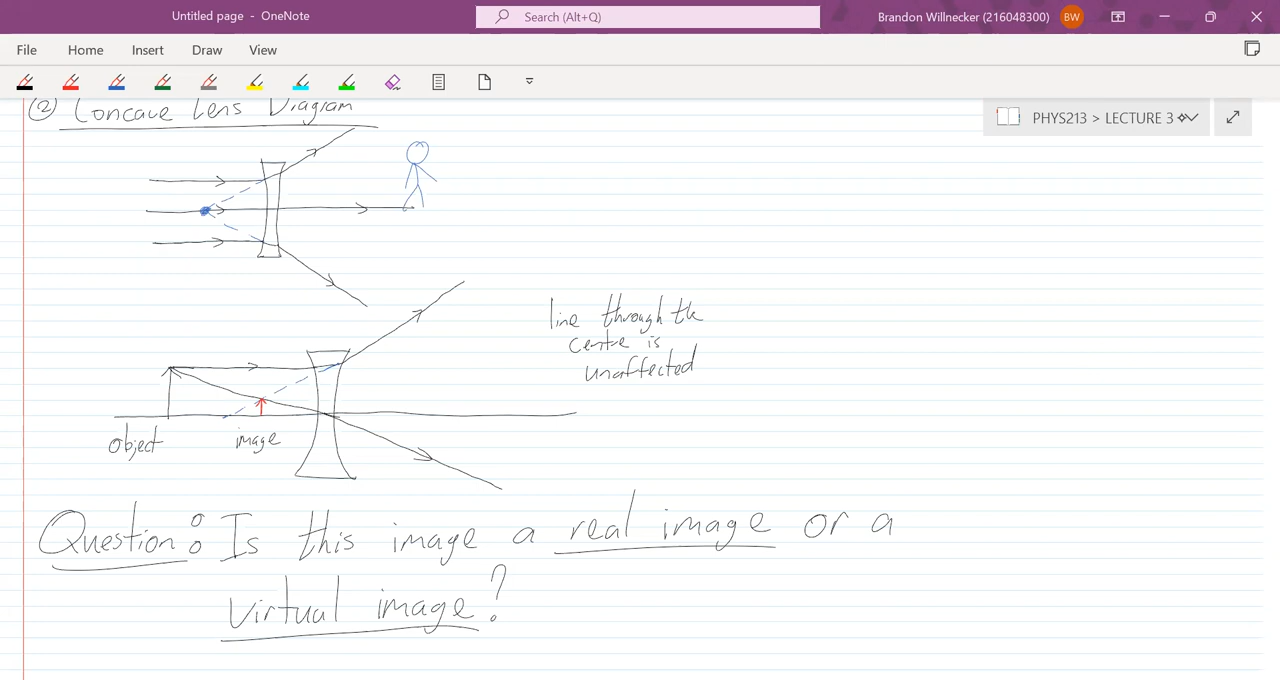 Untitled page - OneNote
Search (Alt+Q)
Brandon Willnecker (216048300)
BW
File
Home
Insert
Draw
View
PHYS213 > LECTURE 3
② Concave Lens Diagram
line through the
centre is
unaffected
object
image
Question: Is this image a real image or a
virtual image?